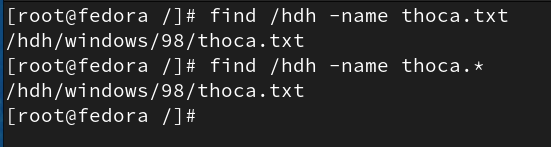 [root@fedora /]# find /hdh -name thoca.txt
/hdh/windows/98/thoca.txt
[root@fedora /]# find /hdh -name thoca.*
/hdh/windows/98/thoca.txt
[root@fedora /]#